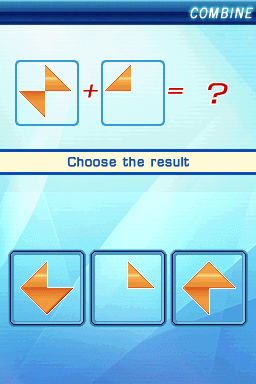 COMBINE
+ = ?
Choose the result